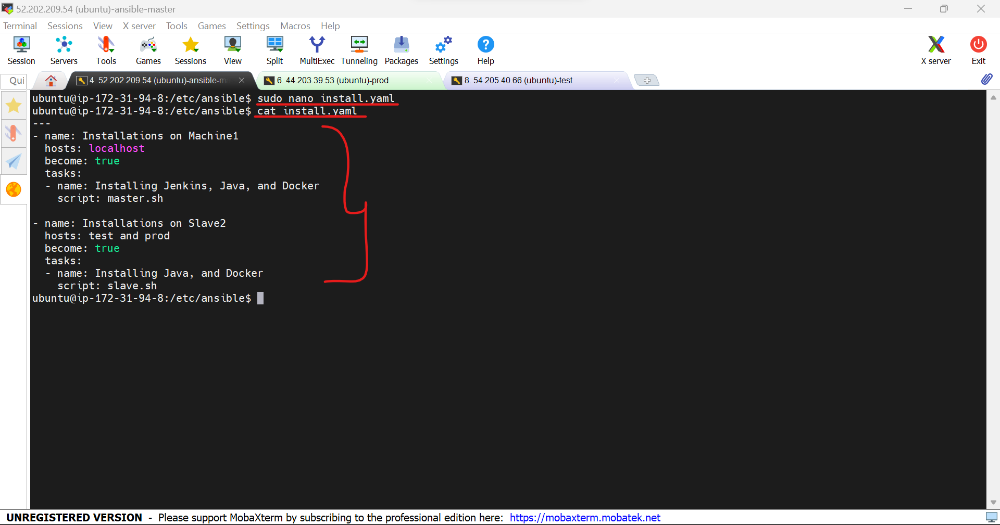 52.202.209.54 (ubuntu)-ansible-master
Terminal Sessions View X server Tools Games Settings Macros Help
Session Servers Tools Games Sessions View Split MultiExec Tunneling Packages Settings Help X server Exit
Qui 4. 52.202.209.54 (ubuntu)-ansible-ma 6. 44.203.39.53 (ubuntu)-prod 8. 54.205.40.66 (ubuntu)-test
ubuntu@ip-172-31-94-8:/etc/ansible$ sudo nano install.yaml
ubuntu@ip-172-31-94-8:/etc/ansible$ cat install.yaml
---
- name: Installations on Machine1
  hosts: localhost
  become: true
  tasks:
  - name: Installing Jenkins, Java, and Docker
    script: master.sh
- name: Installations on Slave2
  hosts: test and prod
  become: true
  tasks:
  - name: Installing Java, and Docker
    script: slave.sh
ubuntu@ip-172-31-94-8:/etc/ansible$
UNREGISTERED VERSION - Please support MobaXterm by subscribing to the professional edition here: https://mobaxterm.mobatek.net